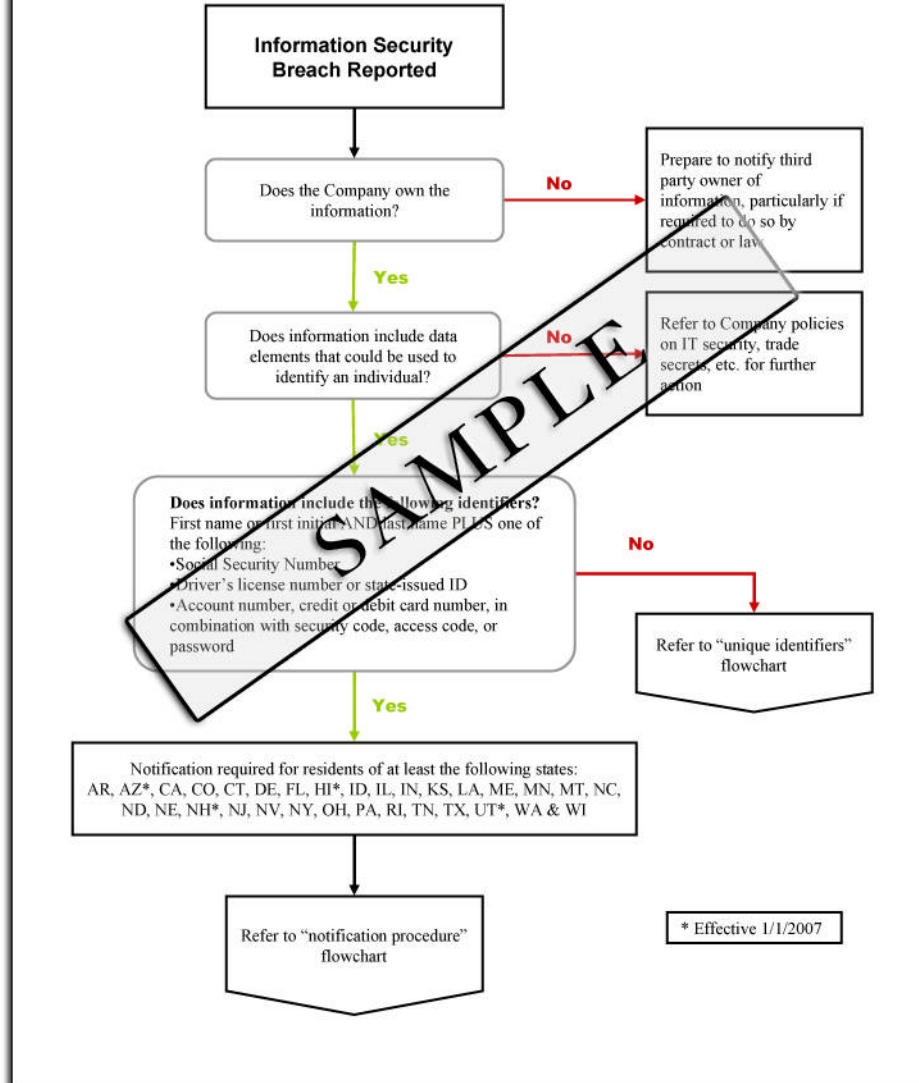 Information Security
Breach Reported
Does the Company own the
information?
No
Prepare to notify third
party owner of
information, particularly if
required to do so by
contract or law
Yes
Does information include data
elements that could be used to
identify an individual?
No
Refer to Company policies
on IT security, trade
secrets, etc. for further
action
Yes
SAMPLE
Does information include the following identifiers?
First name or first initial AND last name PLUS one of
the following:
•Social Security Number
•Driver’s license number or state-issued ID
•Account number, credit or debit card number, in
combination with security code, access code, or
password
No
Refer to “unique identifiers”
flowchart
Yes
Notification required for residents of at least the following states:
AR, AZ*, CA, CO, CT, DE, FL, HI*, ID, IL, IN, KS, LA, ME, MN, MT, NC,
ND, NE, NH*, NJ, NV, NY, OH, PA, RI, TN, TX, UT*, WA & WI
Refer to “notification procedure”
flowchart
* Effective 1/1/2007